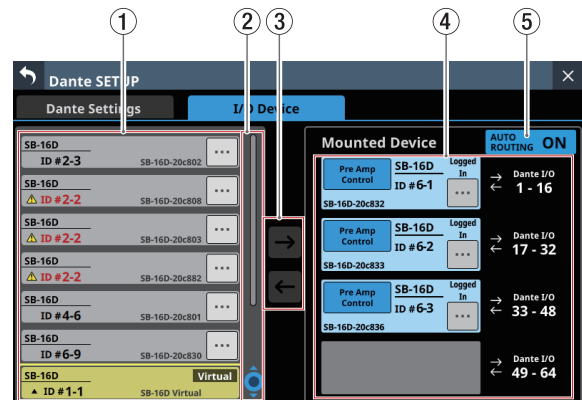 1 2 3 4 5
Dante SETUP
Dante Settings
I/O Device
SB-16D
ID #2-3
SB-16D-20c802
...
SB-16D
ID #2-2
SB-16D-20c808
...
SB-16D
ID #2-2
SB-16D-20c803
...
SB-16D
ID #2-2
SB-16D-20c882
...
SB-16D
ID #4-6
SB-16D-20c801
...
SB-16D
ID #6-9
SB-16D-20c830
...
SB-16D
Virtual
ID #1-1
SB-16D Virtual
Mounted Device
AUTO
ROUTING ON
Pre Amp
Control
SB-16D
ID #6-1
Logged
In
...
SB-16D-20c832
Dante I/O
1 - 16
Pre Amp
Control
SB-16D
ID #6-2
Logged
In
...
SB-16D-20c833
Dante I/O
17 - 32
Pre Amp
Control
SB-16D
ID #6-3
Logged
In
...
SB-16D-20c836
Dante I/O
33 - 48
Dante I/O
49 - 64